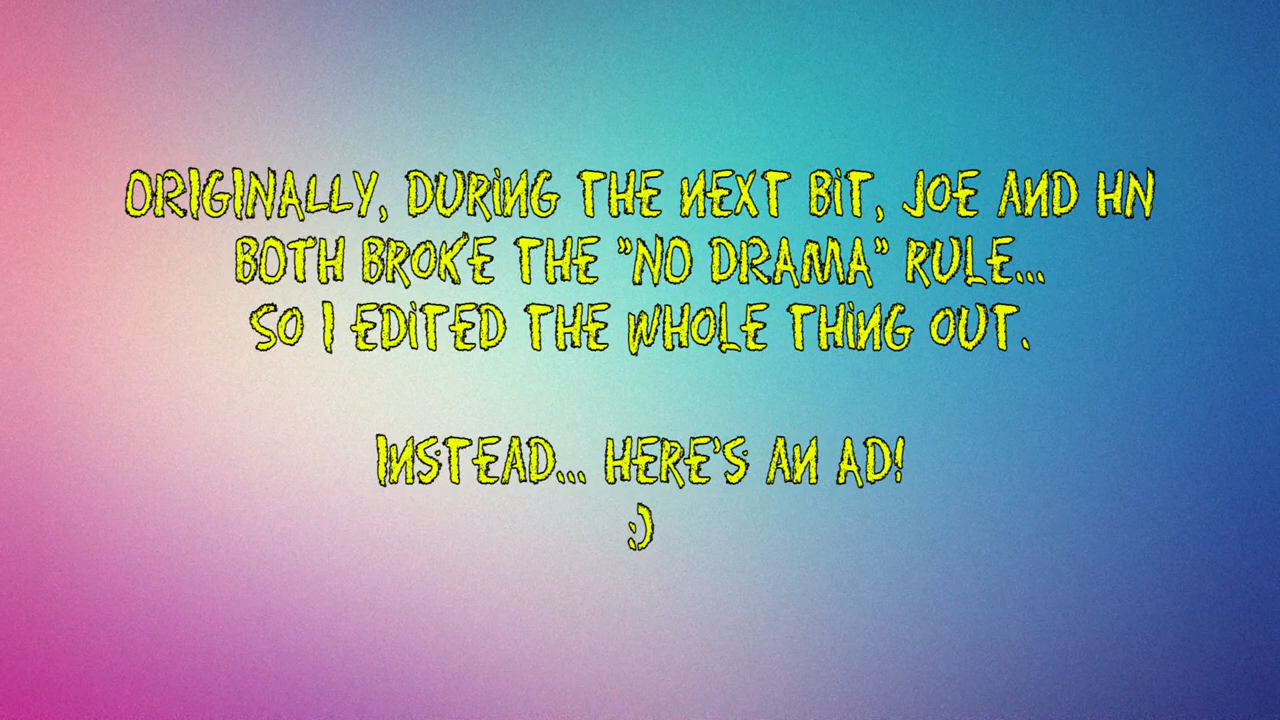 ORIGINALLY, DURING THE NEXT BIT, JOE AND HN
BOTH BROKE THE "NO DRAMA" RULE...
SO I EDITED THE WHOLE THING OUT.
INSTEAD... HERE'S AN AD!
:)